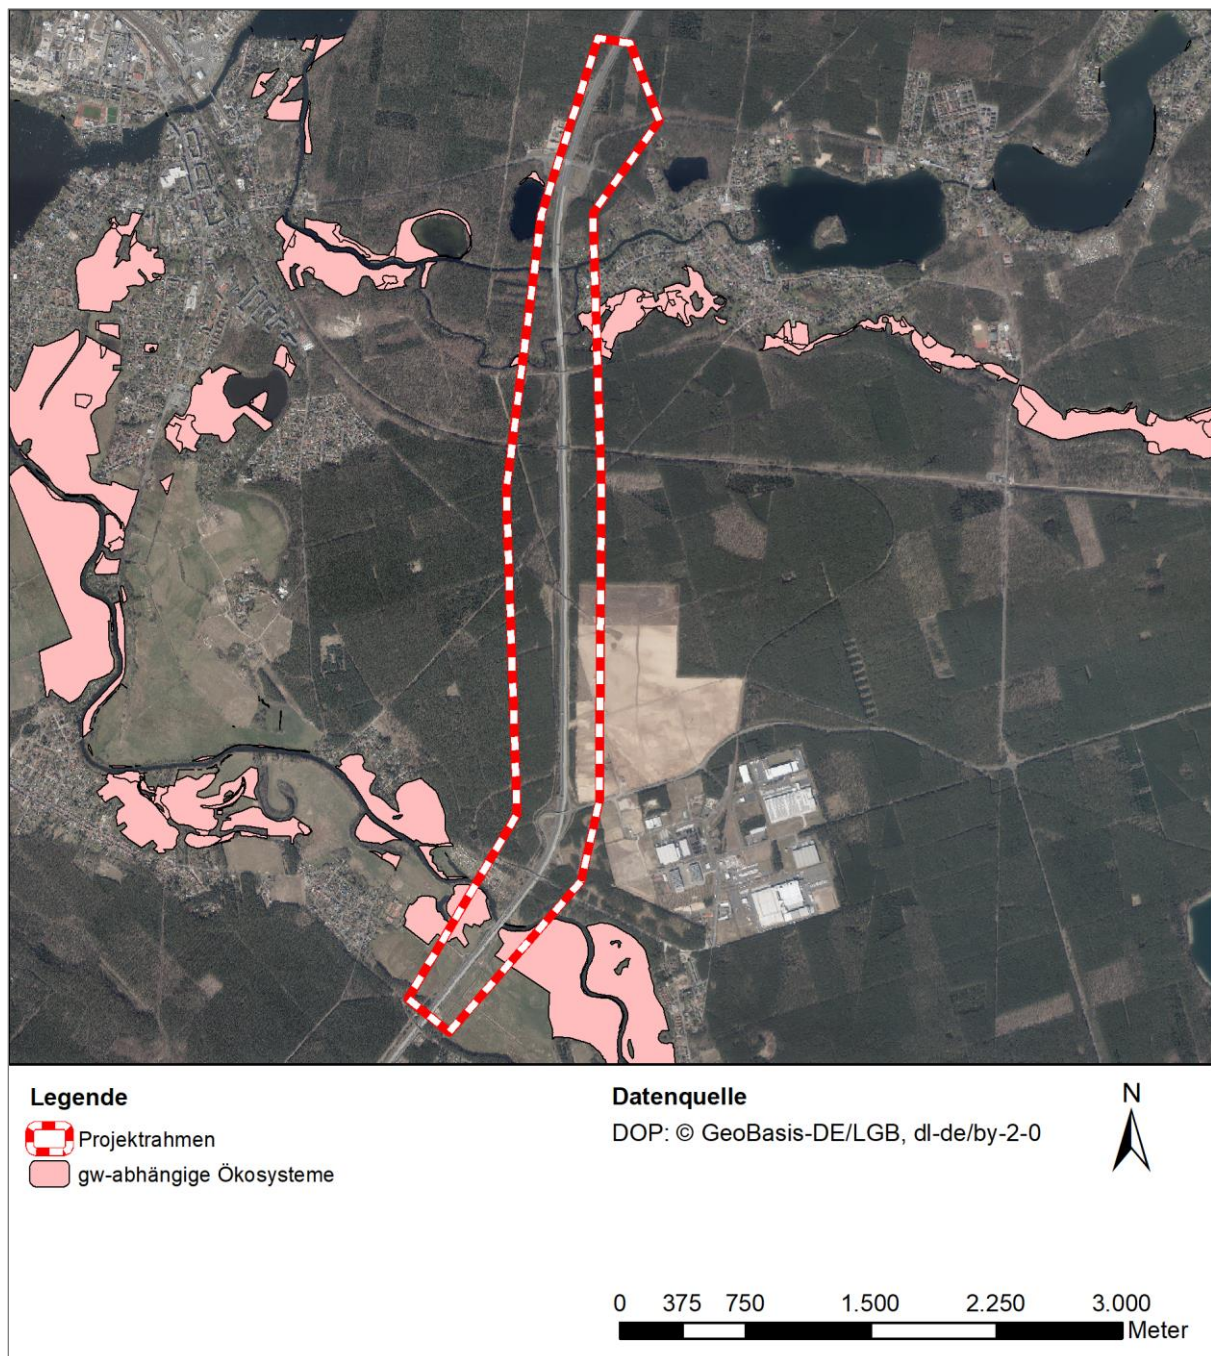 Legende
Projektrahmen
gw-abhängige Ökosysteme
Datenquelle
DOP: © GeoBasis-DE/LGB, dl-de/by-2-0
N
0 375 750 1.500 2.250 3.000
Meter